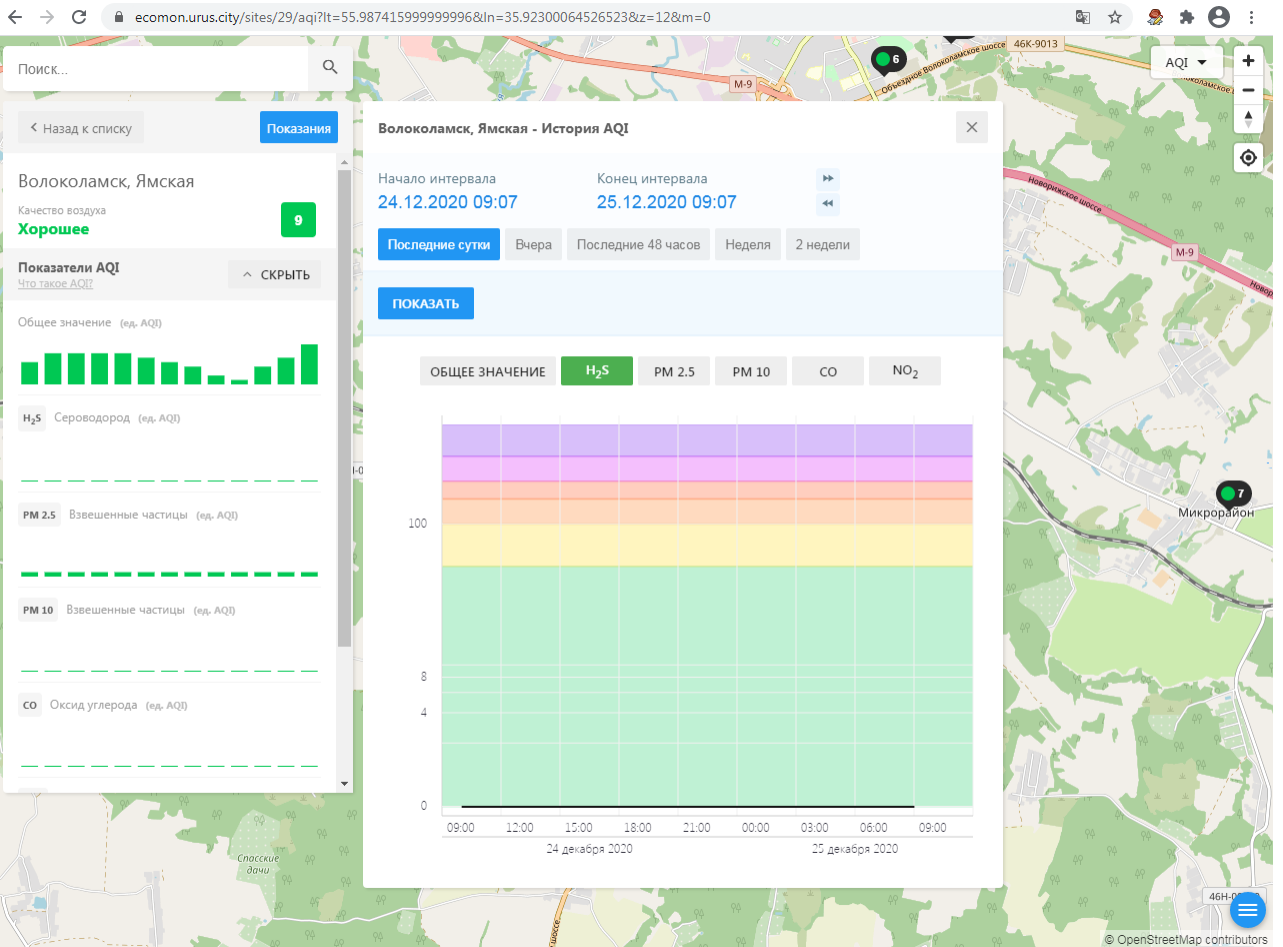 ecomon.urus.city/sites/29/aqi?lt=55.987415999999996&ln=35.92300064526523&z=12&m=0
Поиск...
Назад к списку
Показания
Волоколамск, Ямская
Качество воздуха
Хорошее
9
Показатели AQI
Что такое AQI?
СКРЫТЬ
Общее значение (ед. AQI)
H₂S Сероводород (ед. AQI)
PM 2.5 Взвешенные частицы (ед. AQI)
PM 10 Взвешенные частицы (ед. AQI)
CO Оксид углерода (ед. AQI)
Волоколамск, Ямская - История AQI
Начало интервала
24.12.2020 09:07
Конец интервала
25.12.2020 09:07
Последние сутки
Вчера
Последние 48 часов
Неделя
2 недели
ПОКАЗАТЬ
ОБЩЕЕ ЗНАЧЕНИЕ
H₂S
PM 2.5
PM 10
CO
NO₂
100
8
4
0
09:00 12:00 15:00 18:00 21:00 00:00 03:00 06:00 09:00
24 декабря 2020 25 декабря 2020
AQI
6
46К-9013
Объездное Волоколамское шоссе
М-9
Новорижское шоссе
М-9
7
Микрорайон
Спасские
дачи
© OpenStreetMap contributors